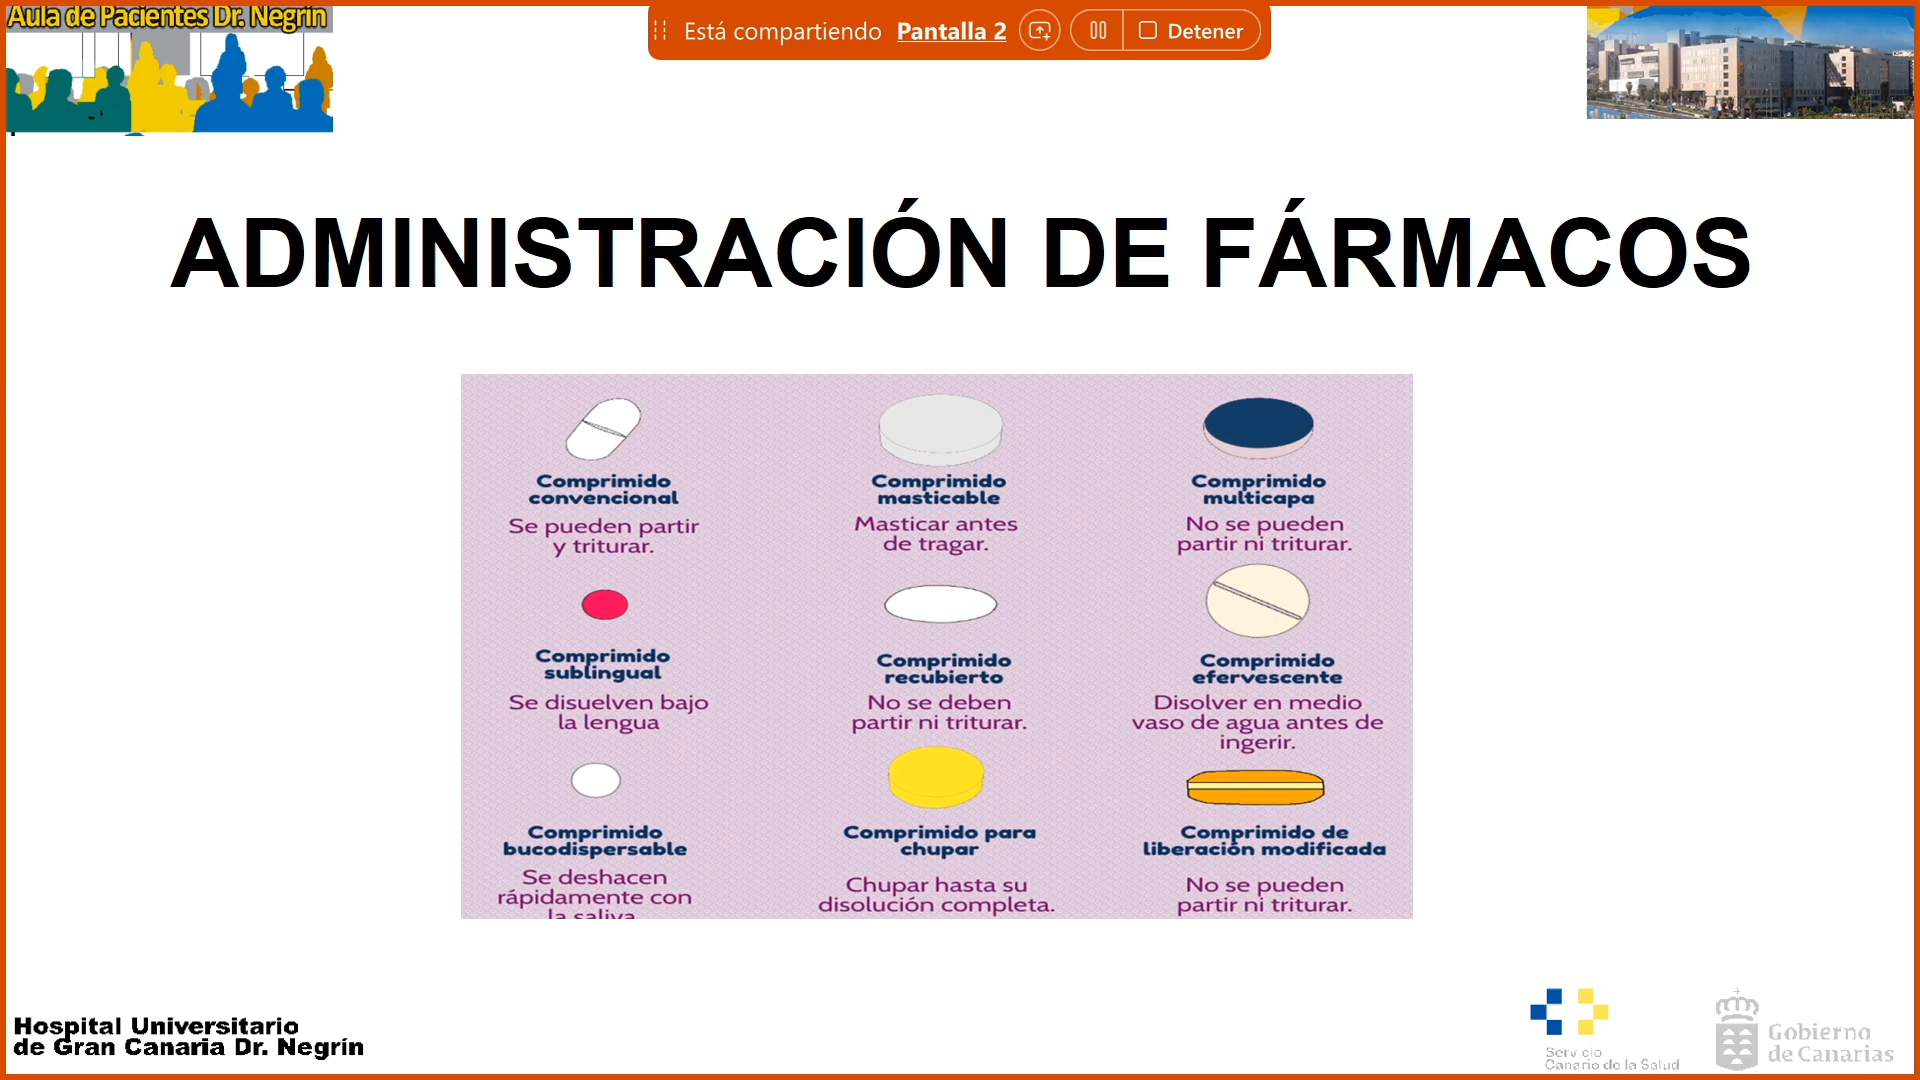 Aula de Pacientes Dr. Negrín
Está compartiendo Pantalla 2 Detener
ADMINISTRACIÓN DE FÁRMACOS
Comprimido
convencional
Se pueden partir
y triturar.
Comprimido
masticable
Masticar antes
de tragar.
Comprimido
multicapa
No se pueden
partir ni triturar.
Comprimido
sublingual
Se disuelven bajo
la lengua
Comprimido
recubierto
No se deben
partir ni triturar.
Comprimido
efervescente
Disolver en medio
vaso de agua antes de
ingerir.
Comprimido
bucodispersable
Se deshacen
rápidamente con
la saliva
Comprimido para
chupar
Chupar hasta su
disolución completa.
Comprimido de
liberación modificada
No se pueden
partir ni triturar.
Hospital Universitario
de Gran Canaria Dr. Negrín
Servicio
Canario de la Salud
Gobierno
de Canarias